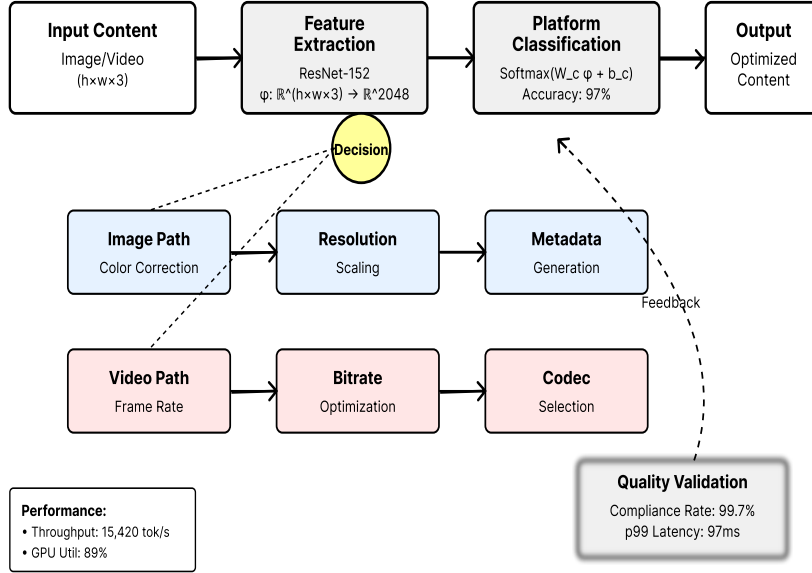 Input Content
Image/Video
(h×w×3)
Feature
Extraction
ResNet-152
φ: ℝ^(h×w×3) → ℝ^2048
Platform
Classification
Softmax(W_c φ + b_c)
Accuracy: 97%
Output
Optimized
Content
Decision
Image Path
Color Correction
Resolution
Scaling
Metadata
Generation
Feedback
Video Path
Frame Rate
Bitrate
Optimization
Codec
Selection
Quality Validation
Compliance Rate: 99.7%
p99 Latency: 97ms
Performance:
• Throughput: 15,420 tok/s
• GPU Util: 89%